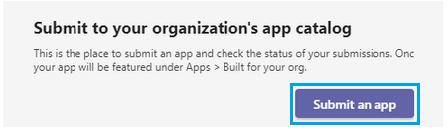 Submit to your organization's app catalog
This is the place to submit an app and check the status of your submissions. Onc
your app will be featured under Apps > Built for your org.
Submit an app